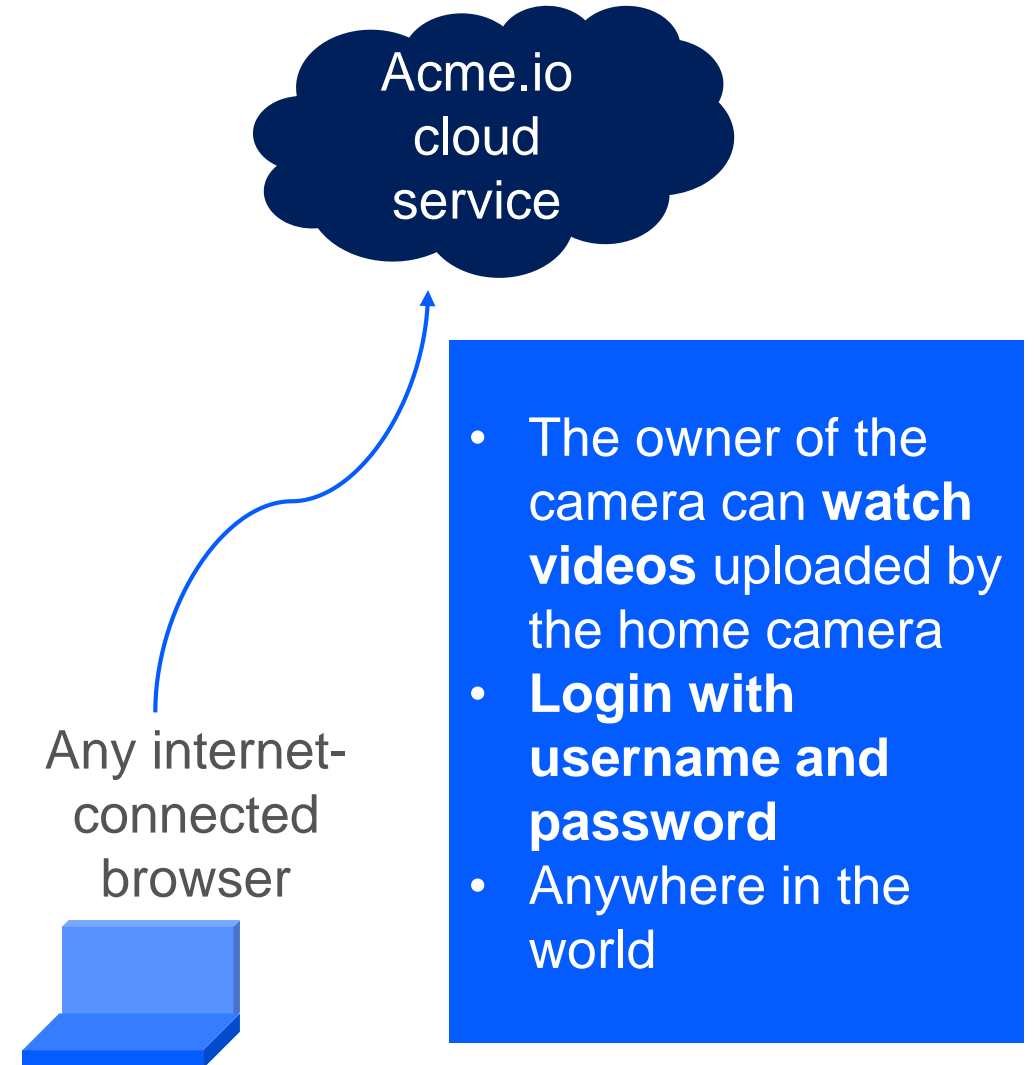 Acme.io
cloud
service
• The owner of the
camera can watch
videos uploaded by
the home camera
• Login with
username and
password
• Anywhere in the
world
Any internet-
connected
browser